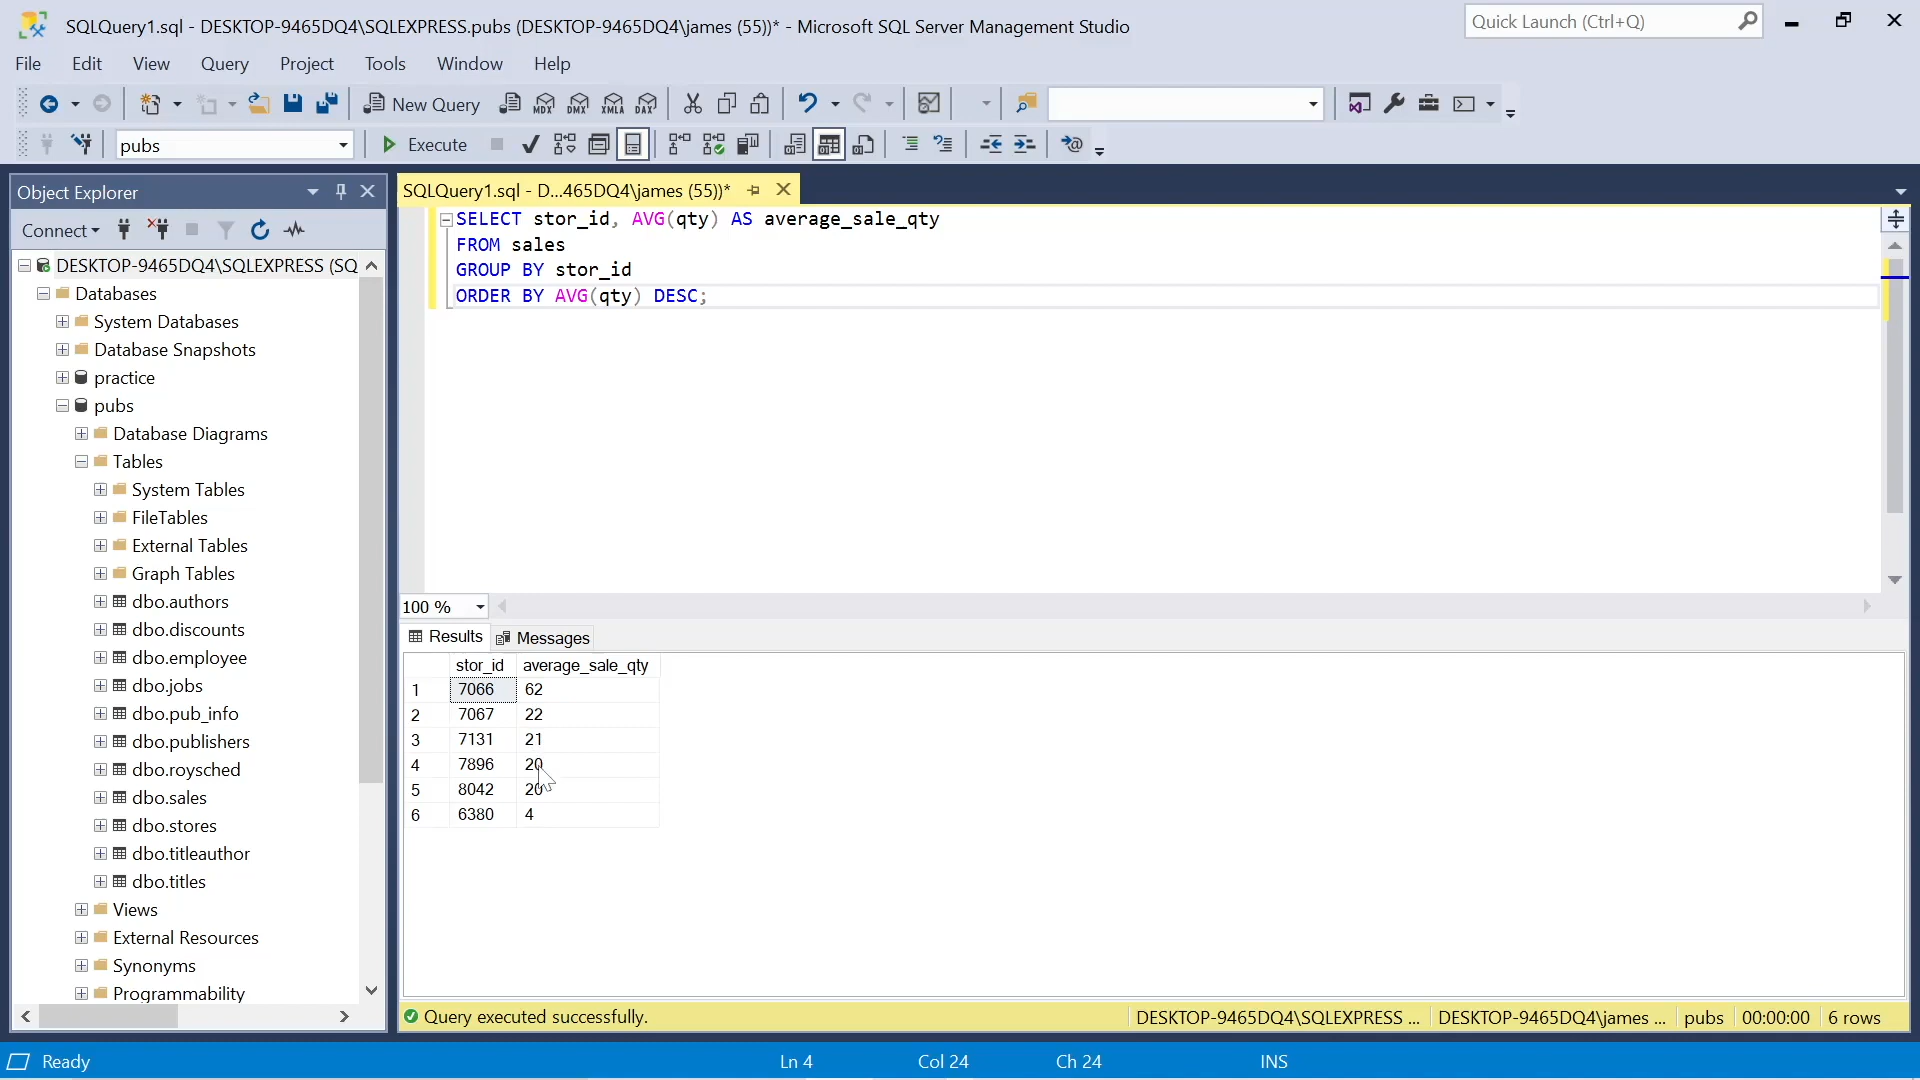 SQLQuery1.sql - DESKTOP-9465DQ4\SQLEXPRESS.pubs (DESKTOP-9465DQ4\james (55))* - Microsoft SQL Server Management Studio
Quick Launch (Ctrl+Q)
File Edit View Query Project Tools Window Help
New Query MDX DMX XMLA DAX
pubs Execute
Object Explorer
SQLQuery1.sql - D...465DQ4\james (55))*
Connect
DESKTOP-9465DQ4\SQLEXPRESS (SQ
Databases
System Databases
Database Snapshots
practice
pubs
Database Diagrams
Tables
System Tables
FileTables
External Tables
Graph Tables
dbo.authors
dbo.discounts
dbo.employee
dbo.jobs
dbo.pub_info
dbo.publishers
dbo.roysched
dbo.sales
dbo.stores
dbo.titleauthor
dbo.titles
Views
External Resources
Synonyms
Programmability
SELECT stor_id, AVG(qty) AS average_sale_qty
FROM sales
GROUP BY stor_id
ORDER BY AVG(qty) DESC;
100 %
Results Messages
stor_id average_sale_qty
1 7066 62
2 7067 22
3 7131 21
4 7896 20
5 8042 20
6 6380 4
Query executed successfully. DESKTOP-9465DQ4\SQLEXPRESS ... DESKTOP-9465DQ4\james ... pubs 00:00:00 6 rows
Ready Ln 4 Col 24 Ch 24 INS